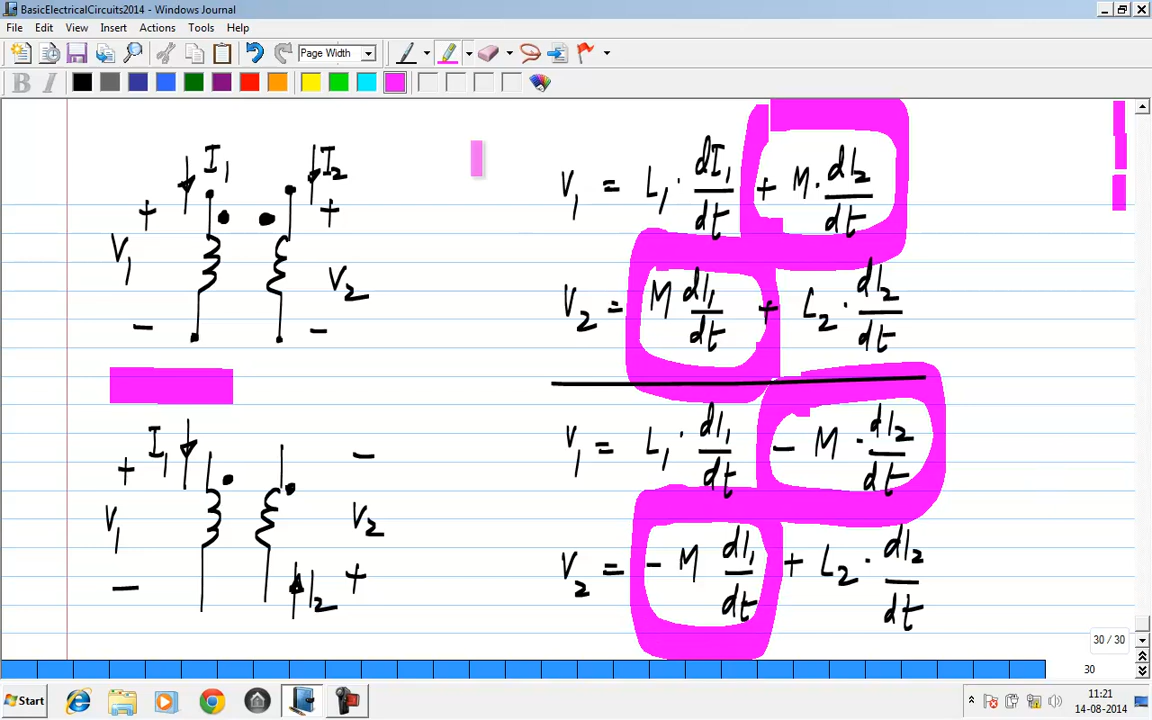 BasicElectricalCircuits2014 - Windows Journal
File Edit View Insert Actions Tools Help
Page Width
B I
I₁ I₂
+ +
V₁ V₂
− −
V₁ = L₁ · dI₁/dt + M · dI₂/dt
V₂ = M dI₁/dt + L₂ · dI₂/dt
I₁
+ −
V₁ V₂
− I₂ +
V₁ = L₁ · dI₁/dt − M · dI₂/dt
V₂ = − M dI₁/dt + L₂ · dI₂/dt
30 / 30
30
Start
11:21
14-08-2014